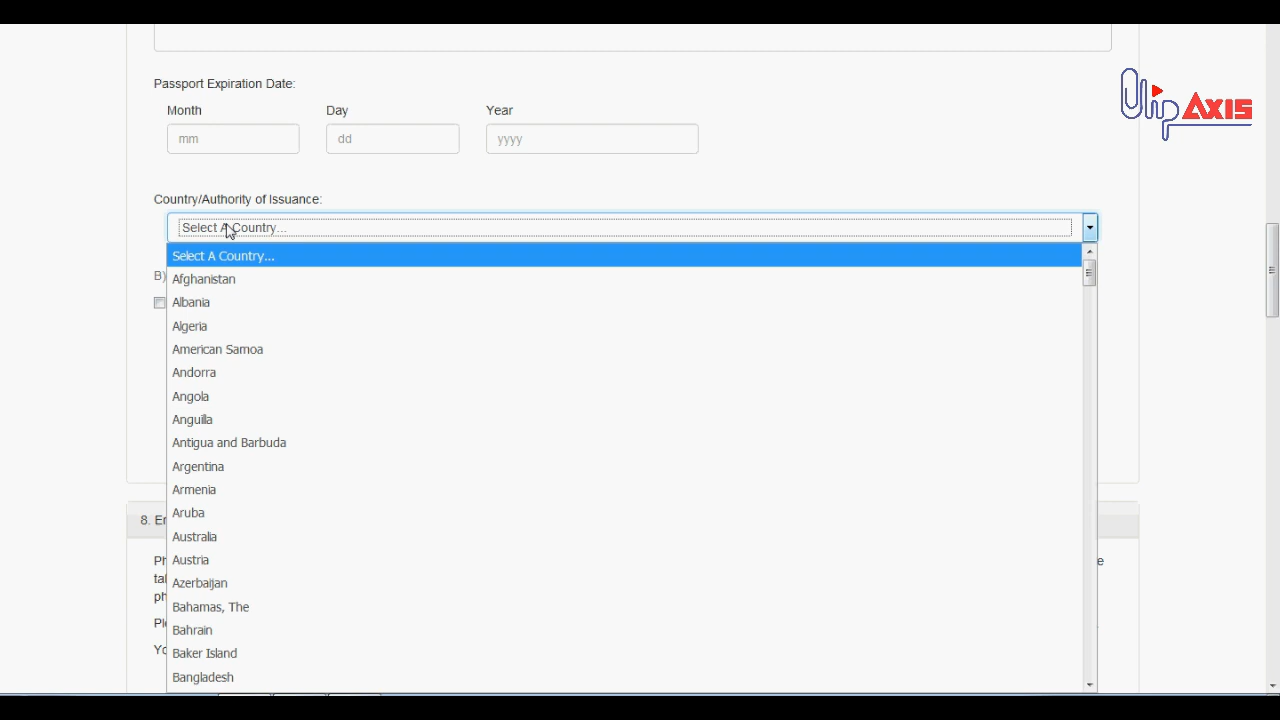 Passport Expiration Date:
Month Day Year
mm dd yyyy
Country/Authority of Issuance:
Select A Country...
Select A Country...
B)
Afghanistan
Albania
Algeria
American Samoa
Andorra
Angola
Anguilla
Antigua and Barbuda
Argentina
Armenia
Aruba
8. En
Australia
Austria
Azerbaijan
Bahamas, The
Bahrain
Baker Island
Bangladesh
Axis